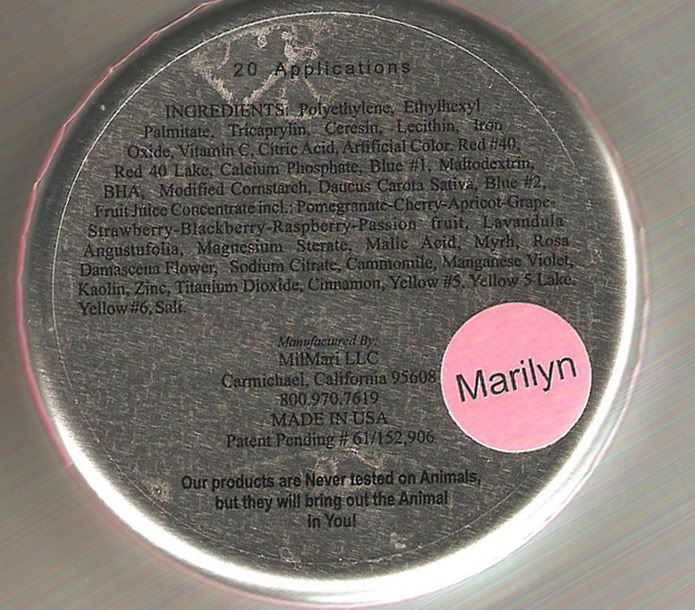 20 Applications
INGREDIENTS: Polyethylene, Ethylhexyl
Palmitate, Tricaprylin, Ceresin, Lecithin, Iron
Oxide, Vitamin C, Citric Acid, Artificial Color, Red #40,
Red 40 Lake, Calcium Phosphate, Blue #1, Maltodextrin,
BHA, Modified Cornstarch, Daucus Carota Sativa, Blue #2,
Fruit Juice Concentrate incl.: Pomegranate-Cherry-Apricot-Grape-
Strawberry-Blackberry-Raspberry-Passion fruit, Lavandula
Angustufolia, Magnesium Sterate, Malic Acid, Myrh, Rosa
Damascena Flower, Sodium Citrate, Cammomile, Manganese Violet,
Kaolin, Zinc, Titanium Dioxide, Cinnamon, Yellow #5, Yellow 5 Lake,
Yellow #6, Salt.
Manufactured By:
MilMari LLC
Carmichael, California 95608
800.970.7619
MADE IN USA
Patent Pending # 61/152,906
Marilyn
Our products are Never tested on Animals,
but they will bring out the Animal
in You!